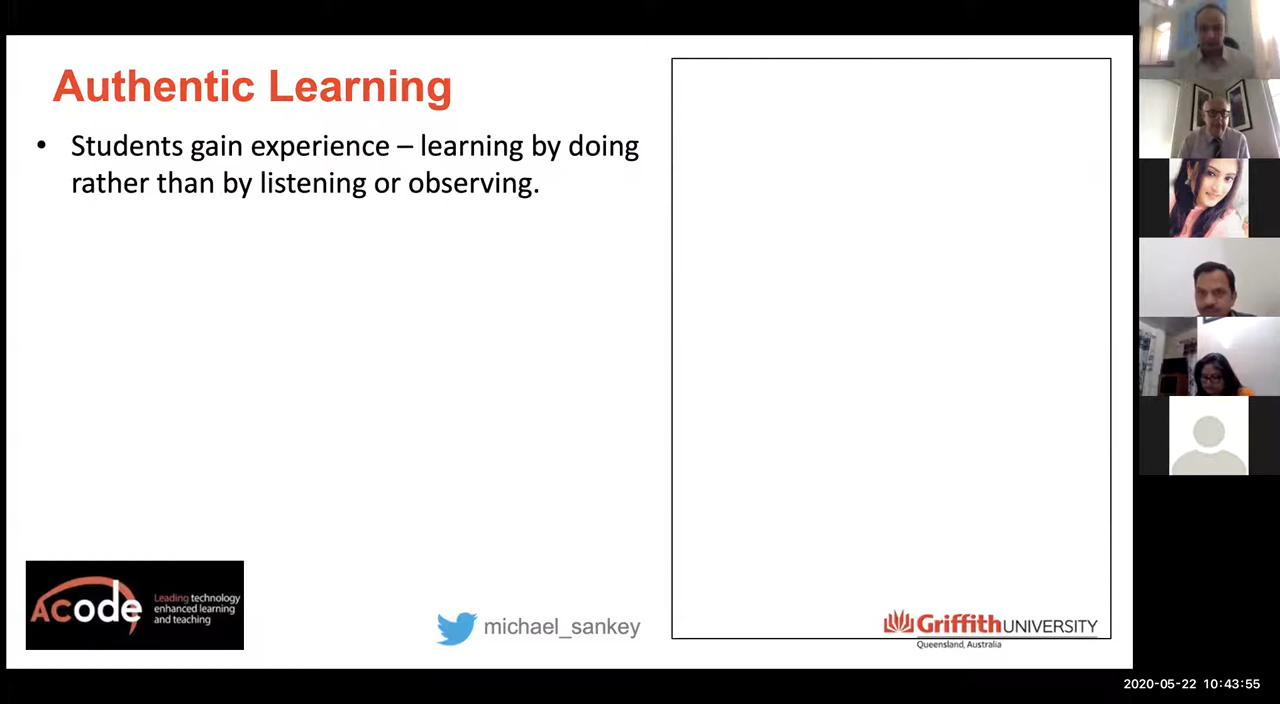 Authentic Learning
• Students gain experience – learning by doing
rather than by listening or observing.
ACode
Leading technology
enhanced learning
and teaching
michael_sankey
Griffith UNIVERSITY
Queensland, Australia
2020-05-22 10:43:55